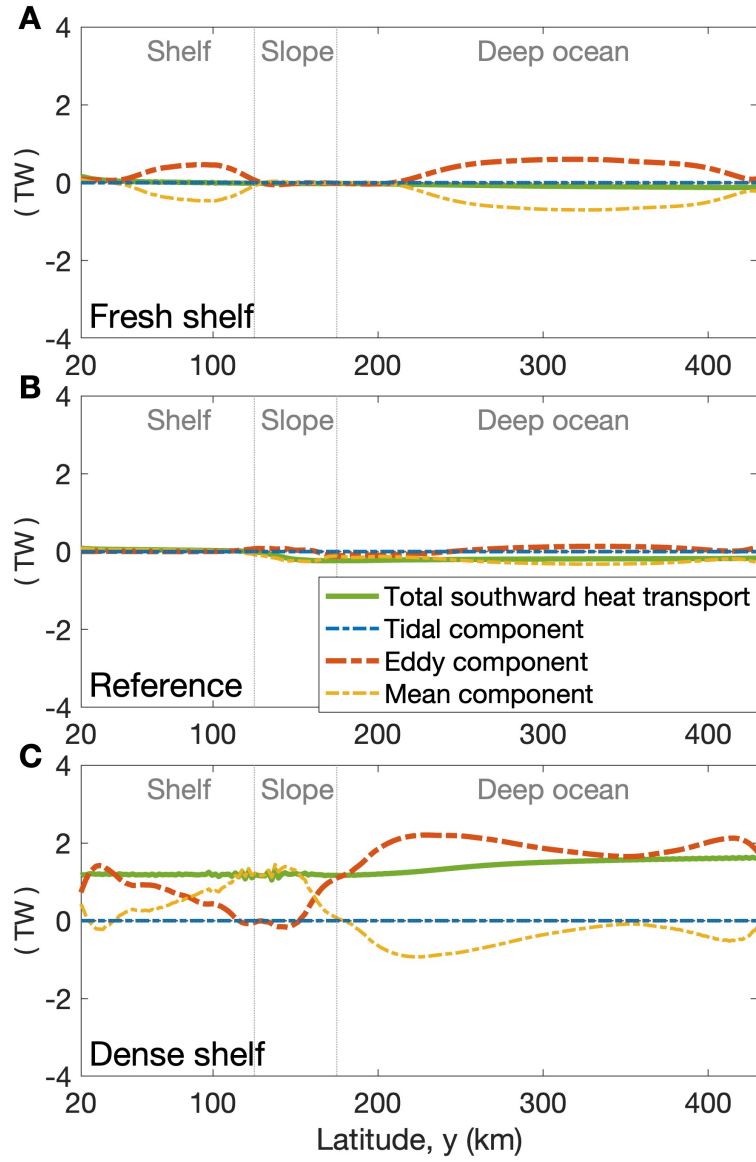 A
4
Shelf Slope Deep ocean
2
0
( TW )
-2
Fresh shelf
-4
20 100 200 300 400
B
4
Shelf Slope Deep ocean
2
0
( TW )
Total southward heat transport
Tidal component
-2
Eddy component
Reference
Mean component
-4
20 100 200 300 400
C
4
Shelf Slope Deep ocean
2
0
( TW )
-2
Dense shelf
-4
20 100 200 300 400
Latitude, y (km)